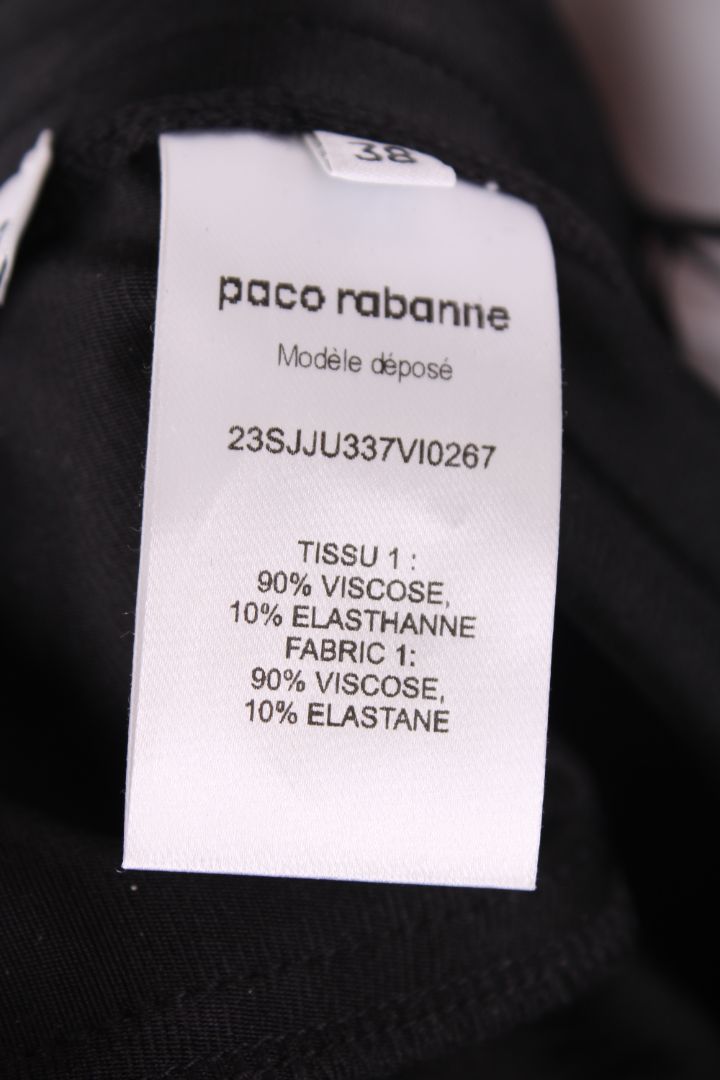 38
paco rabanne
Modèle déposé
23SJJU337VI0267
TISSU 1 :
90% VISCOSE,
10% ELASTHANNE
FABRIC 1:
90% VISCOSE,
10% ELASTANE